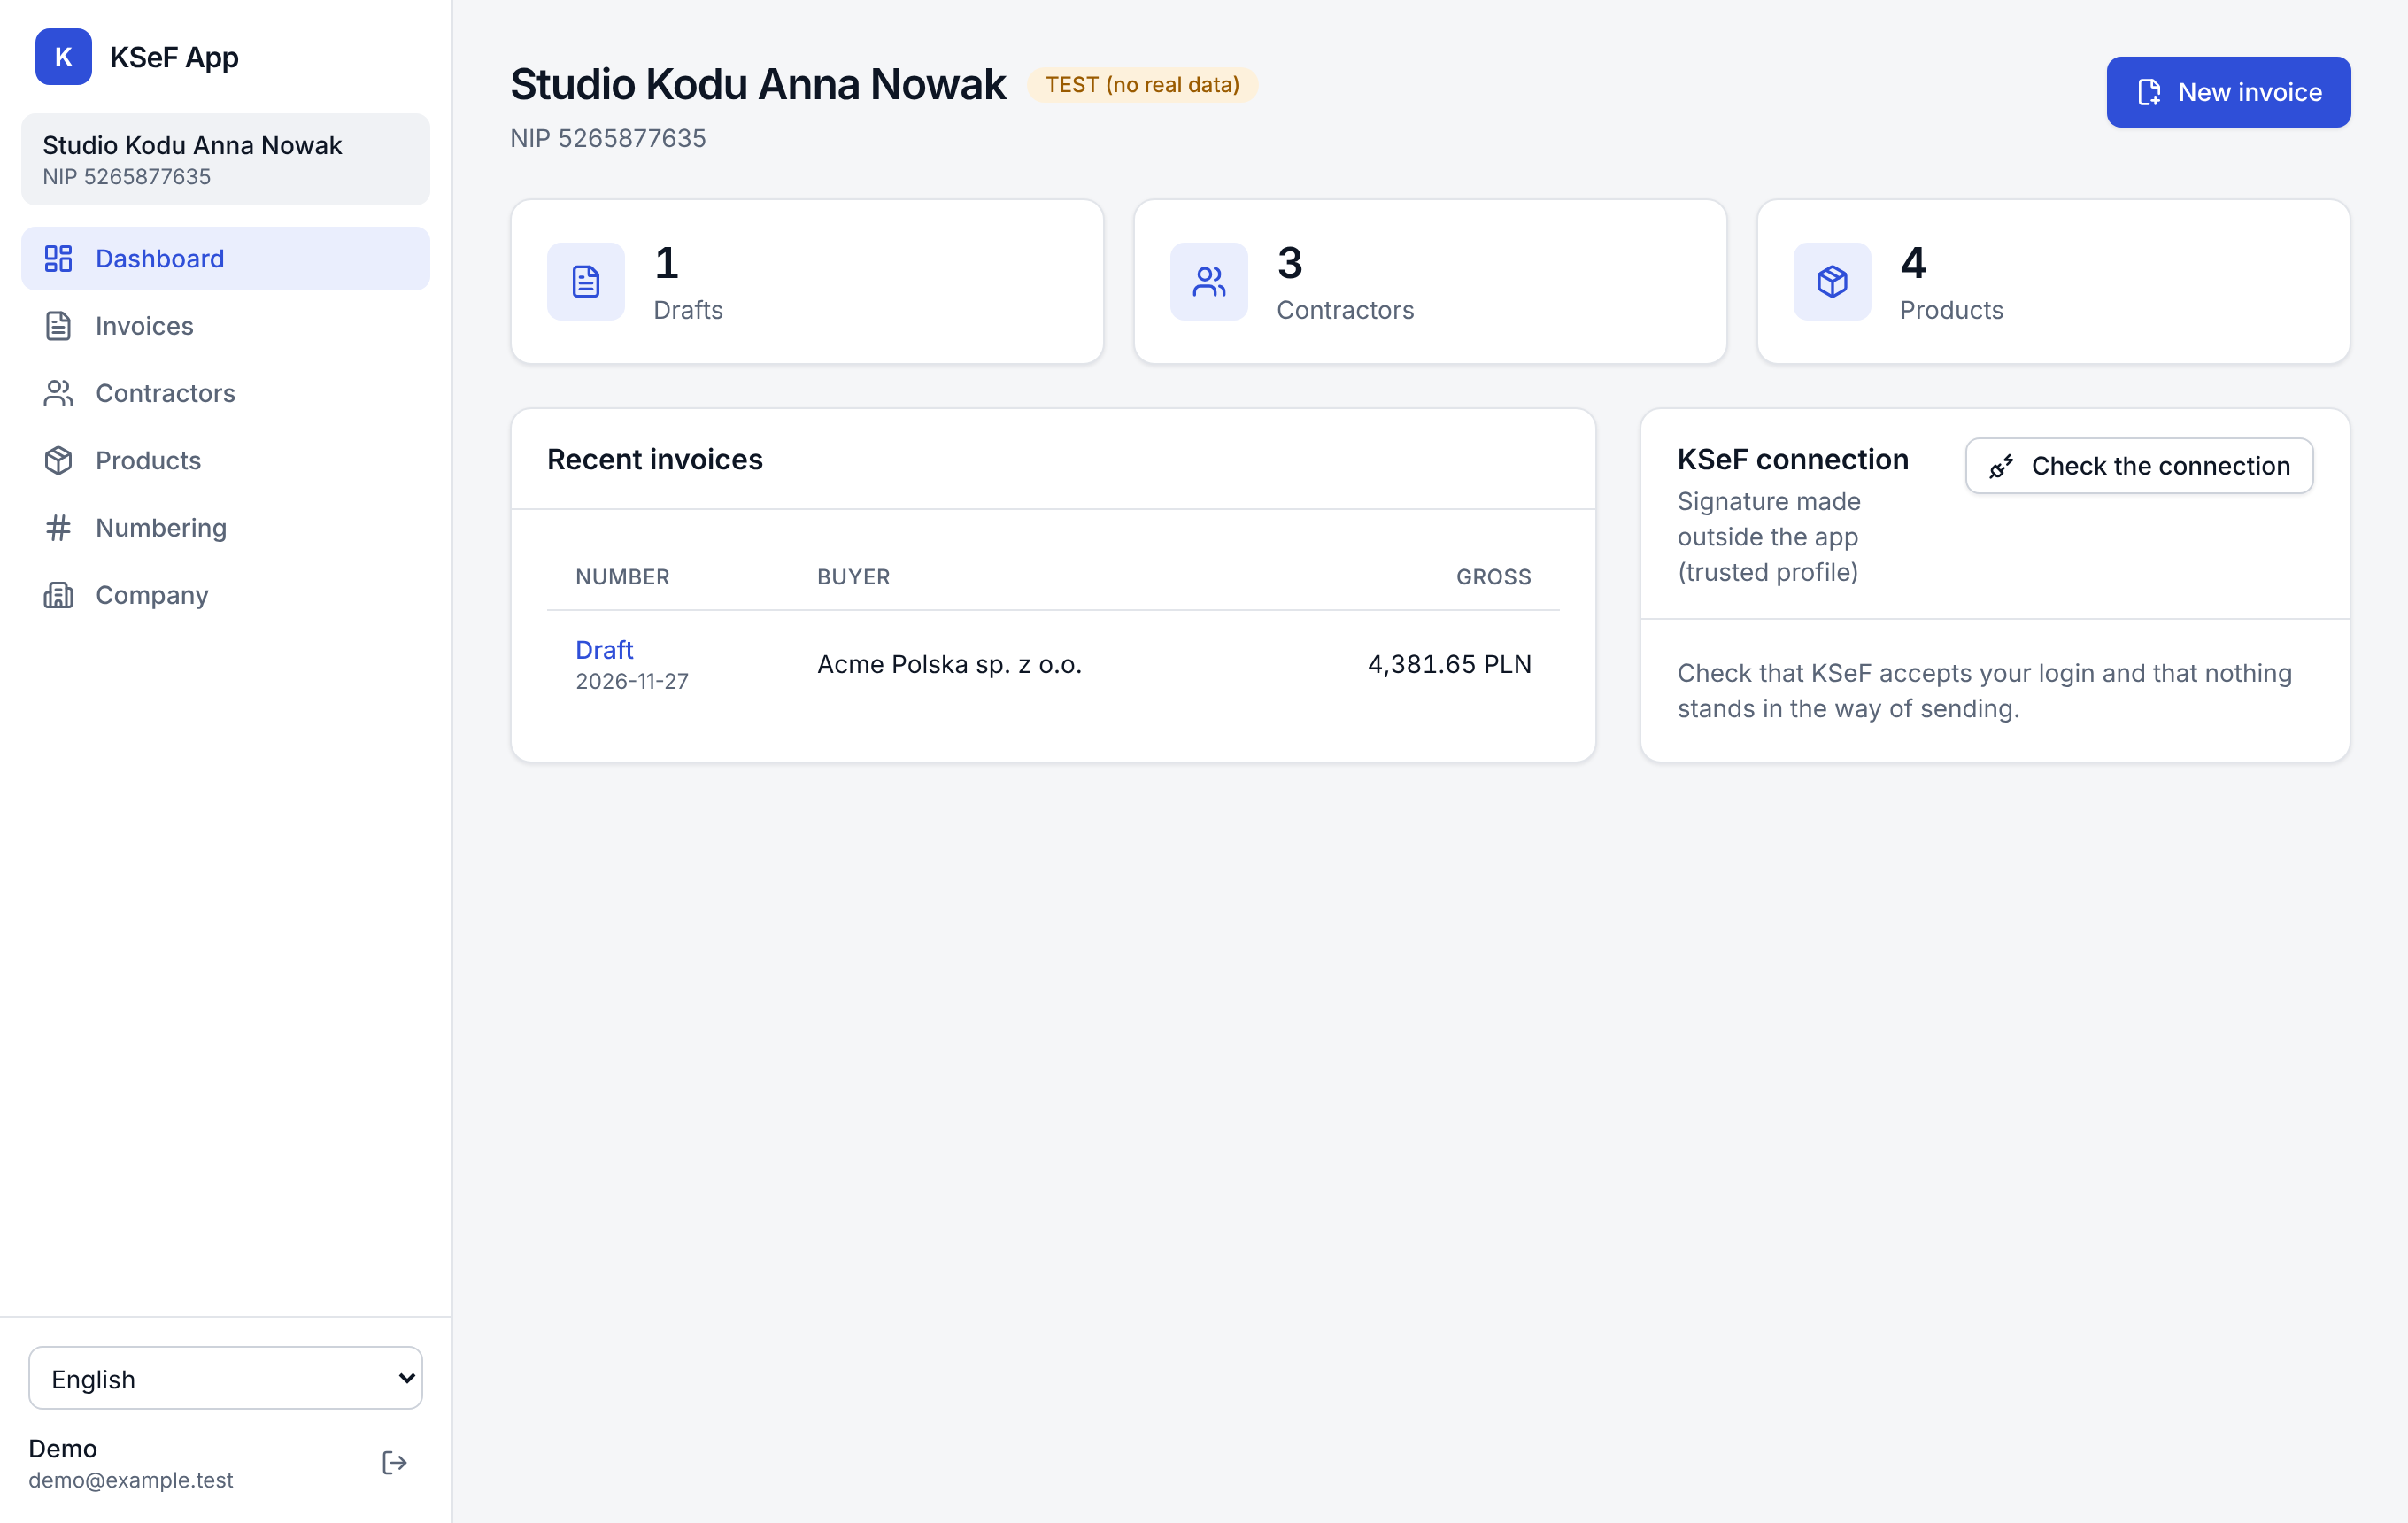 K
KSeF App
Studio Kodu Anna Nowak
NIP 5265877635
Dashboard
Invoices
Contractors
Products
Numbering
Company
English
Demo
demo@example.test
Studio Kodu Anna Nowak
TEST (no real data)
NIP 5265877635
New invoice
1
Drafts
3
Contractors
4
Products
Recent invoices
NUMBER BUYER GROSS
Draft
2026-11-27
Acme Polska sp. z o.o.
4,381.65 PLN
KSeF connection
Signature made
outside the app
(trusted profile)
Check the connection
Check that KSeF accepts your login and that nothing
stands in the way of sending.